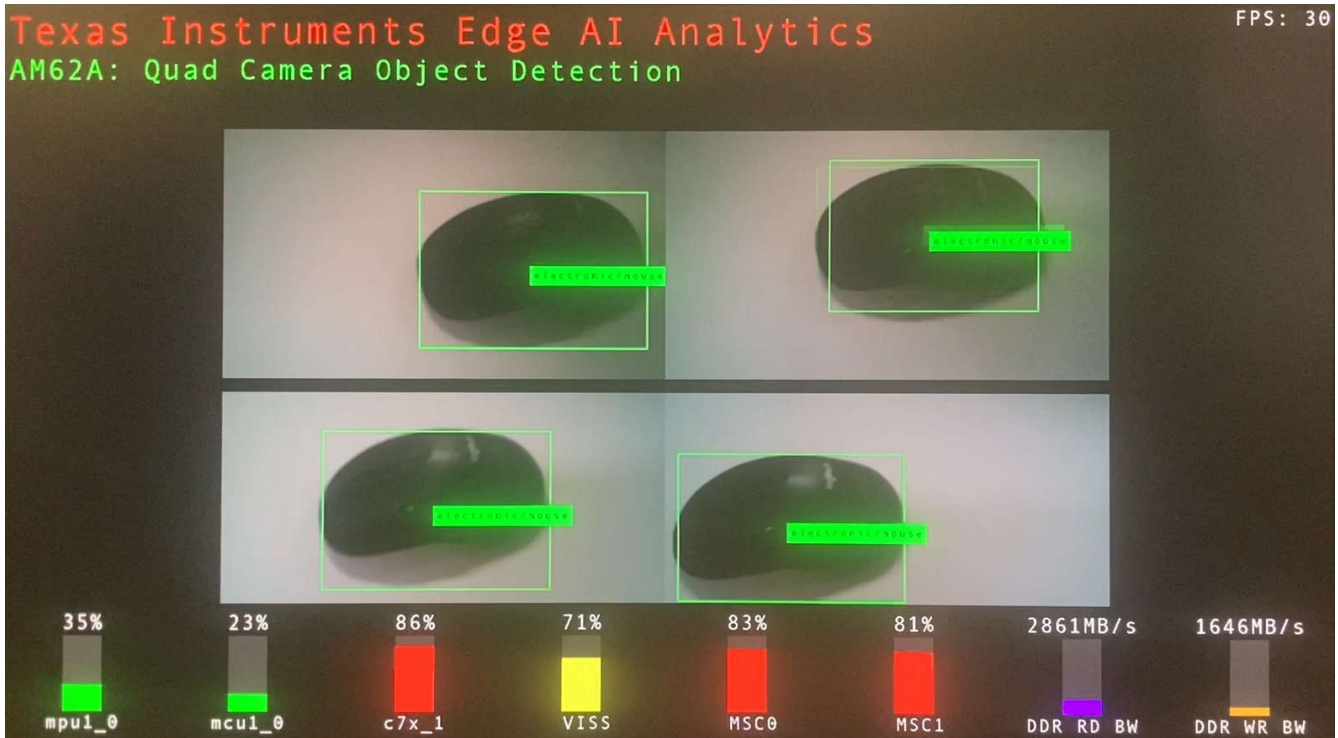 Texas Instruments Edge AI Analytics
FPS: 30
AM62A: Quad Camera Object Detection
electronic/mouse
electronic/mouse
electronic/mouse
electronic/mouse
35% 23% 86% 71% 83% 81% 2861MB/s 1646MB/s
mpu1_0 mcu1_0 c7x_1 VISS MSC0 MSC1 DDR RD BW DDR WR BW